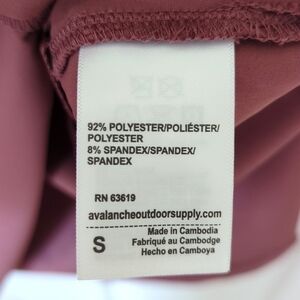 92% POLYESTER/POLIÉSTER/
POLYESTER
8% SPANDEX/SPANDEX/
SPANDEX
RN 63619
avalancheoutdoorsupply.com
S
Made in Cambodia
Fabriqué au Cambodge
Hecho en Camboya